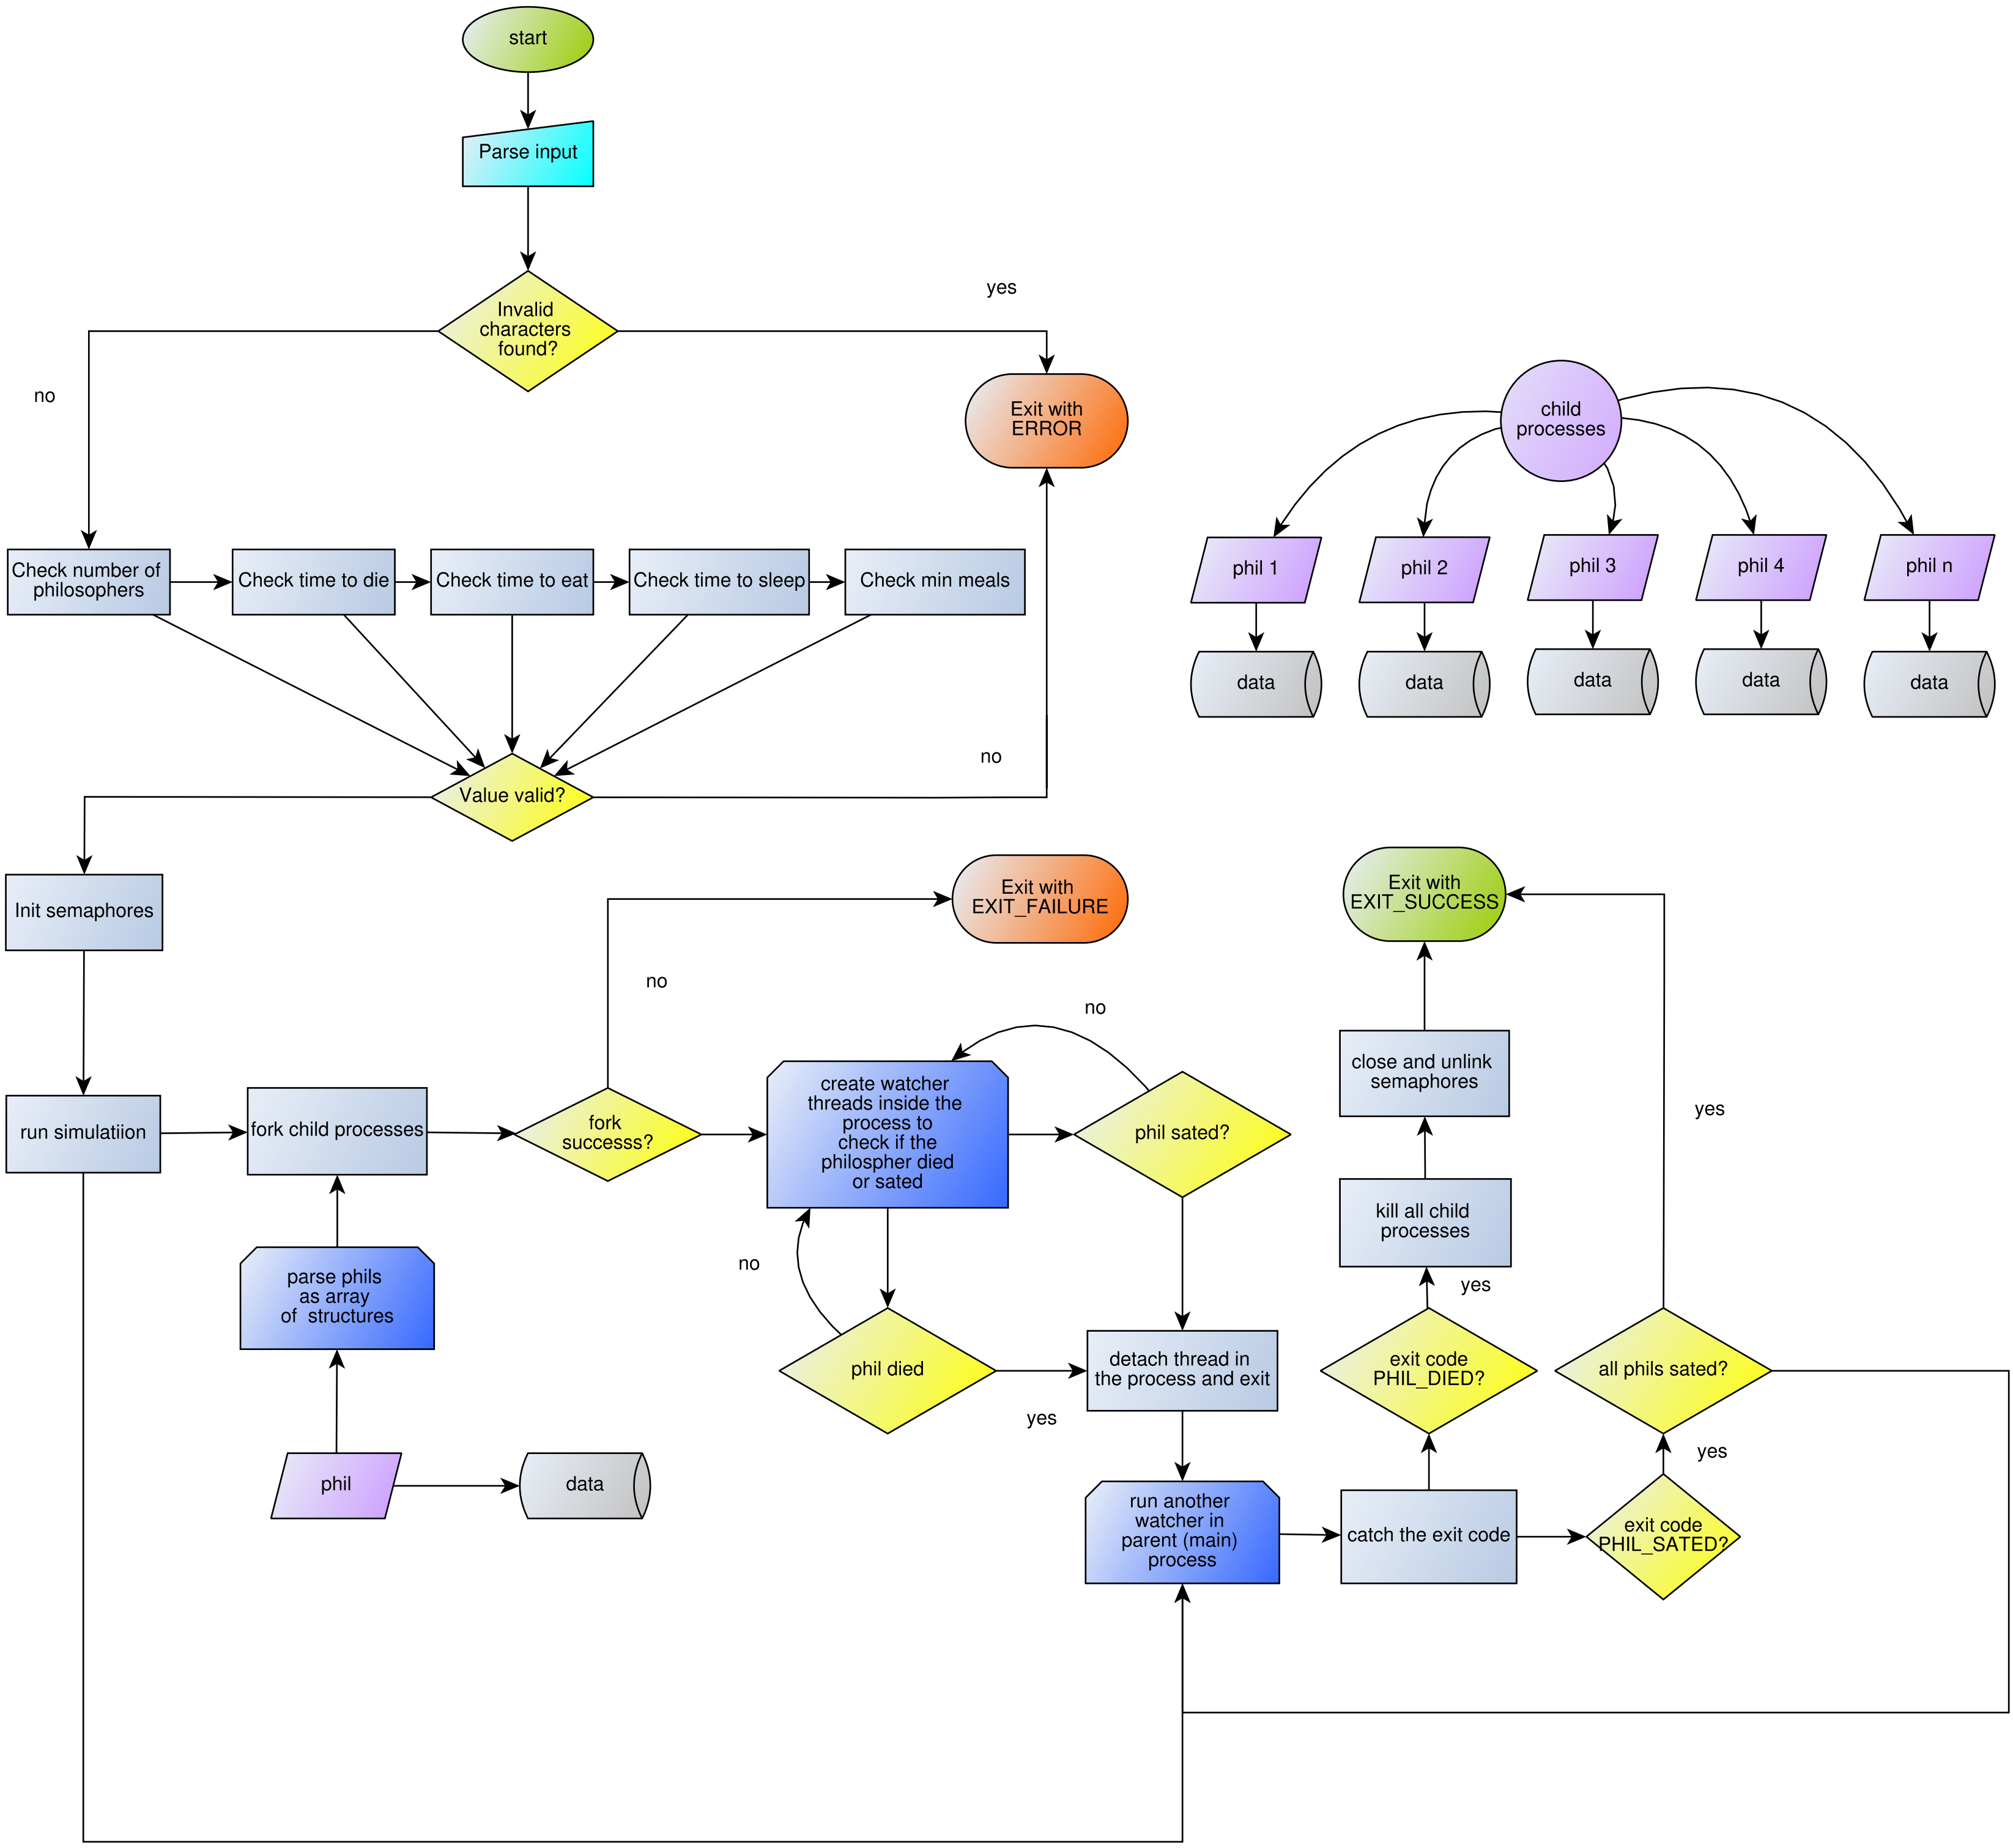 start
Parse input
Invalid
characters
found?
yes
no
Exit with
ERROR
child
processes
phil 1
phil 2
phil 3
phil 4
phil n
data
data
data
data
data
Check number of
philosophers
Check time to die
Check time to eat
Check time to sleep
Check min meals
Value valid?
no
Init semaphores
Exit with
EXIT_FAILURE
Exit with
EXIT_SUCCESS
no
no
run simulatiion
fork child processes
fork
successs?
create watcher
threads inside the
process to
check if the
philospher died
or sated
phil sated?
close and unlink
semaphores
yes
kill all child
processes
no
yes
parse phils
as array
of  structures
phil died
yes
detach thread in
the process and exit
exit code
PHIL_DIED?
all phils sated?
yes
phil
data
run another
watcher in
parent (main)
process
catch the exit code
exit code
PHIL_SATED?